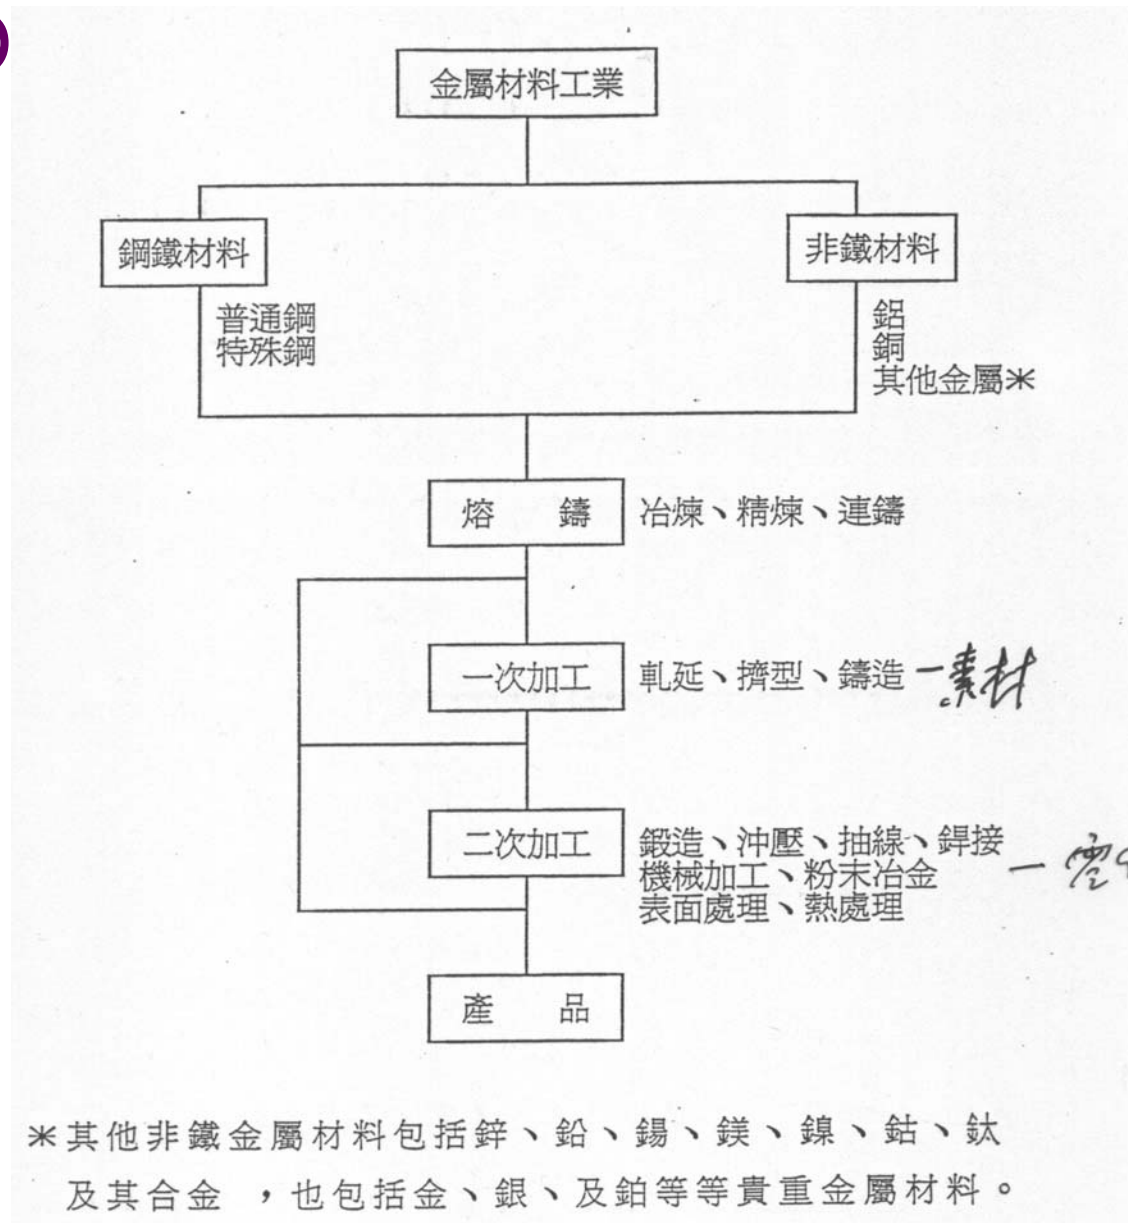 金屬材料工業
鋼鐵材料
非鐵材料
普通鋼
特殊鋼
鋁
銅
其他金屬＊
熔 鑄
冶煉、精煉、連鑄
一次加工
軋延、擠型、鑄造 一素材
二次加工
鍛造、沖壓、抽線、銲接
機械加工、粉末冶金
表面處理、熱處理
產 品
＊其他非鐵金屬材料包括鋅、鉛、錫、鎂、鎳、鈷、鈦
及其合金 ，也包括金、銀、及鉑等等貴重金屬材料。